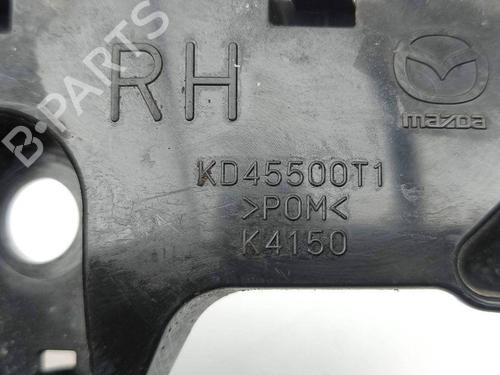 RH
mazda
KD45500T1
>POM<
K4150
B-PARTS